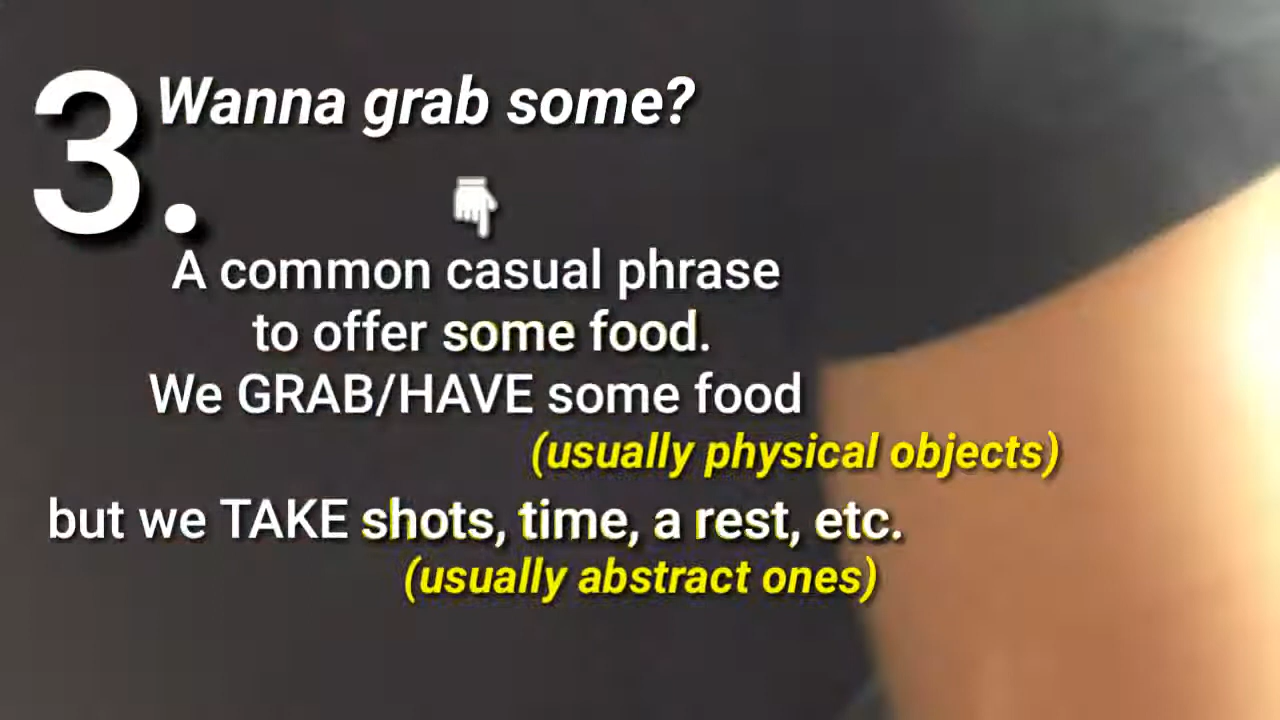 3. Wanna grab some?
👇
A common casual phrase
to offer some food.
We GRAB/HAVE some food
(usually physical objects)
but we TAKE shots, time, a rest, etc.
(usually abstract ones)